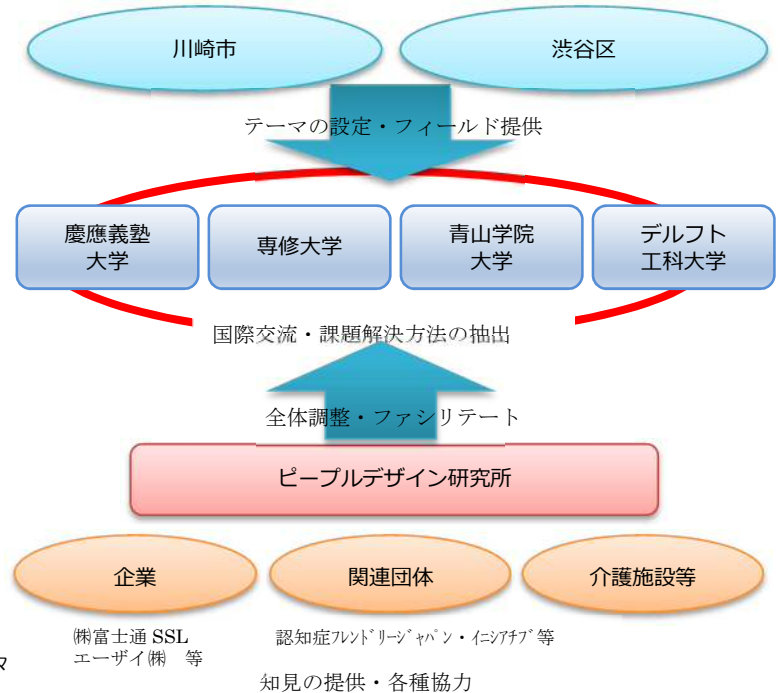 川崎市
渋谷区
テーマの設定・フィールド提供
慶應義塾
大学
専修大学
青山学院
大学
デルフト
工科大学
国際交流・課題解決方法の抽出
全体調整・ファシリテート
ピープルデザイン研究所
企業
関連団体
介護施設等
㈱富士通 SSL
エーザイ㈱　等
認知症ﾌﾚﾝﾄﾞﾘｰｼﾞｬﾊﾟﾝ・ｲﾆｼｱﾁﾌﾞ等
知見の提供・各種協力